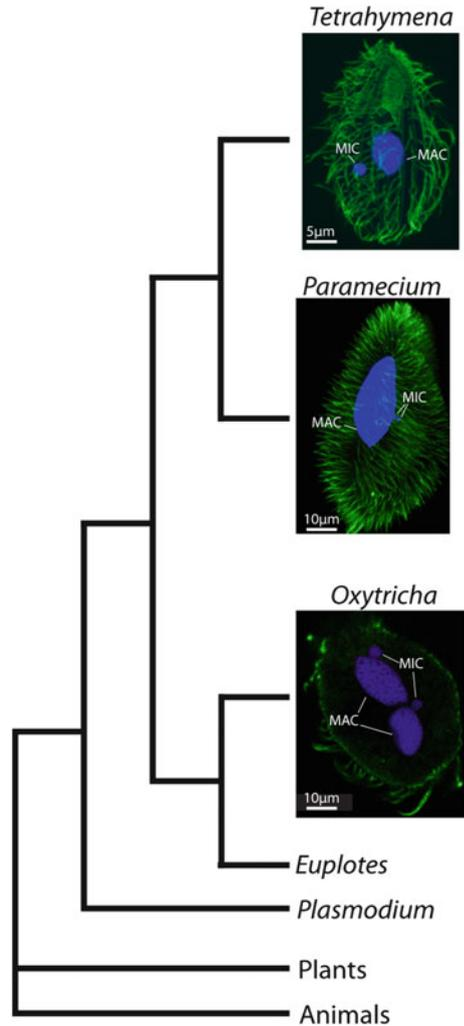 Tetrahymena
MIC
MAC
5μm
Paramecium
MIC
MAC
10μm
Oxytricha
MIC
MAC
10μm
Euplotes
Plasmodium
Plants
Animals